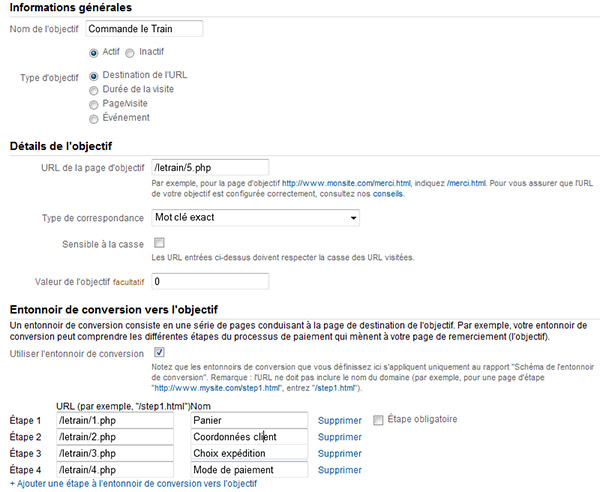 Informations générales
Nom de l'objectif Commande le Train
Actif Inactif
Type d'objectif Destination de l'URL
Durée de la visite
Page/visite
Événement
Détails de l'objectif
URL de la page d'objectif /letrain/5.php
Par exemple, pour la page d'objectif http://www.monsite.com/merci.html, indiquez /merci.html. Pour vous assurer que l'URL
de votre objectif est configurée correctement, consultez nos conseils.
Type de correspondance Mot clé exact
Sensible à la casse
Les URL entrées ci-dessus doivent respecter la casse des URL visitées.
Valeur de l'objectif facultatif 0
Entonnoir de conversion vers l'objectif
Un entonnoir de conversion consiste en une série de pages conduisant à la page de destination de l'objectif. Par exemple, votre entonnoir de
conversion peut comprendre les différentes étapes du processus de paiement qui mènent à votre page de remerciement (l'objectif).
Utiliser l'entonnoir de conversion
Notez que les entonnoirs de conversion que vous définissez ici s'appliquent uniquement au rapport "Schéma de l'entonnoir
de conversion". Remarque : l'URL ne doit pas inclure le nom du domaine (par exemple, pour une page d'étape
"http://www.mysite.com/step1.html", entrez "/step1.html").
URL (par exemple, "/step1.html")Nom
Étape 1 /letrain/1.php Panier Supprimer Étape obligatoire
Étape 2 /letrain/2.php Coordonnées client Supprimer
Étape 3 /letrain/3.php Choix expédition Supprimer
Étape 4 /letrain/4.php Mode de paiement Supprimer
+ Ajouter une étape à l'entonnoir de conversion vers l'objectif